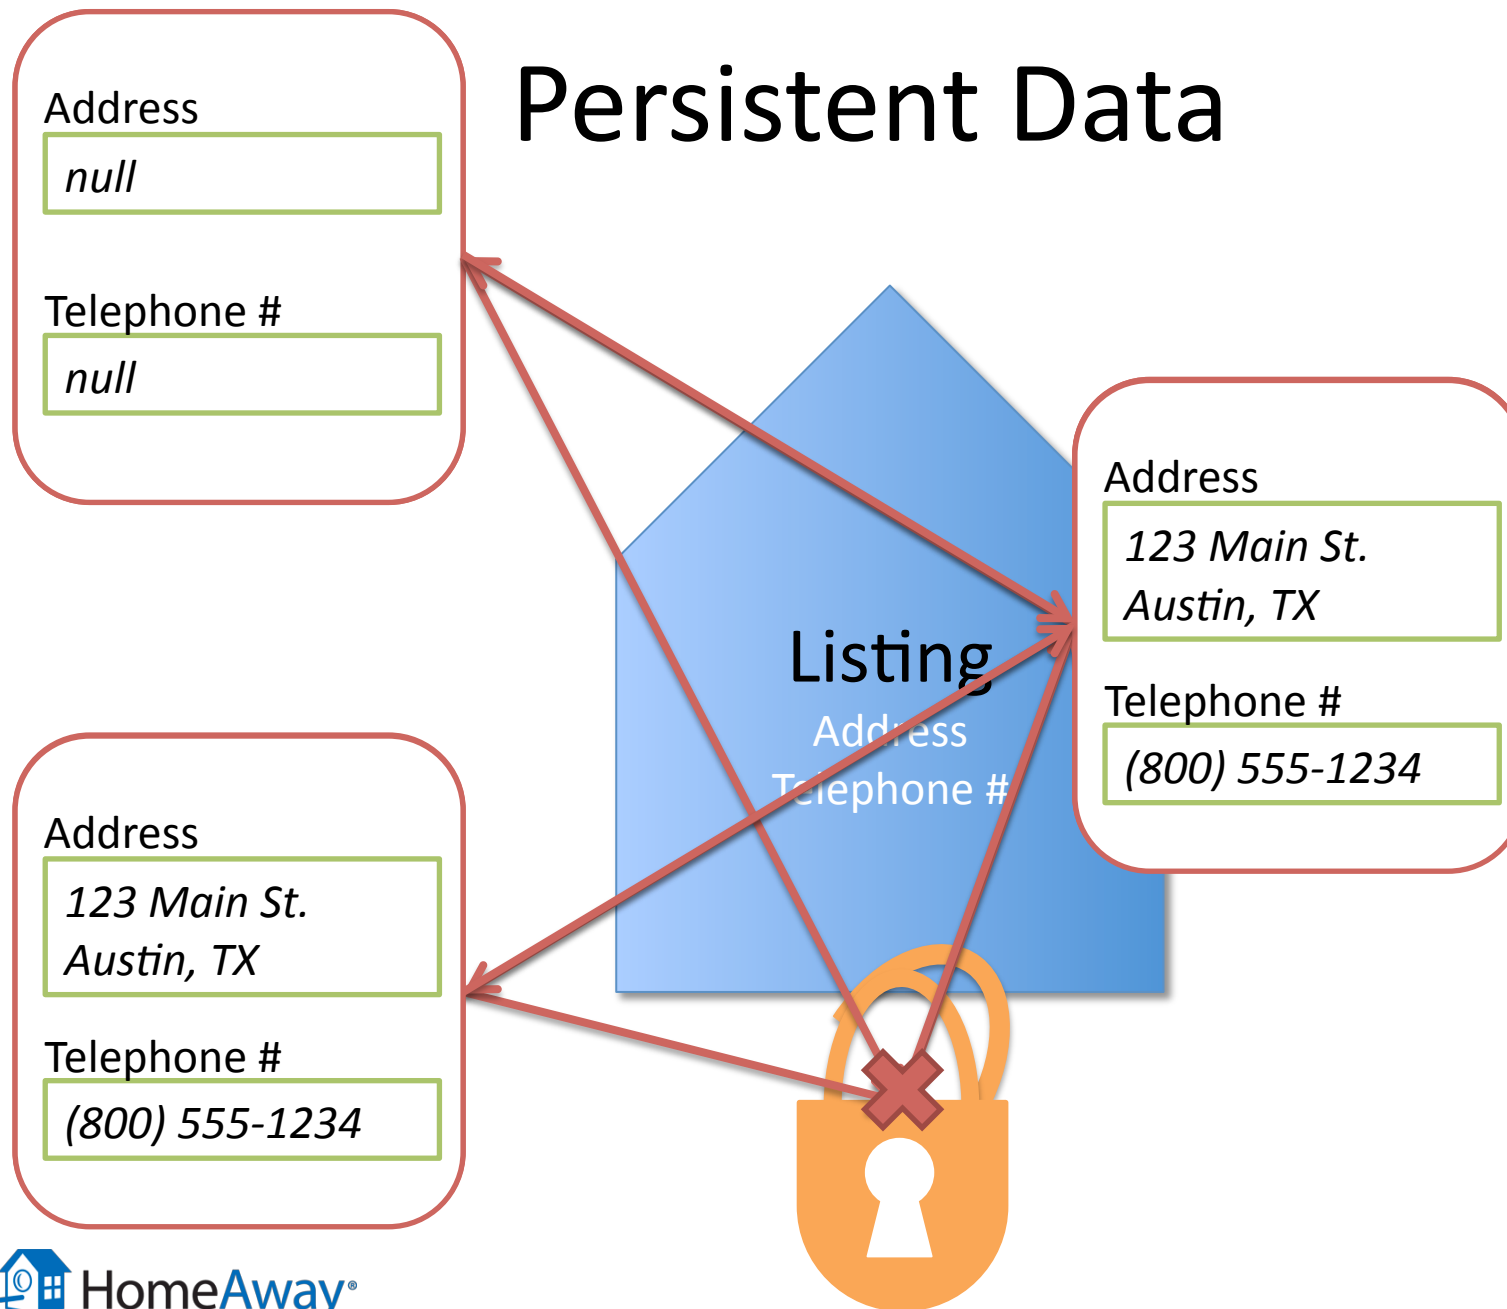 Persistent Data
Address
null
Telephone #
null
Listing
Address
Telephone #
Address
123 Main St.
Austin, TX
Telephone #
(800) 555-1234
Address
123 Main St.
Austin, TX
Telephone #
(800) 555-1234
HomeAway®